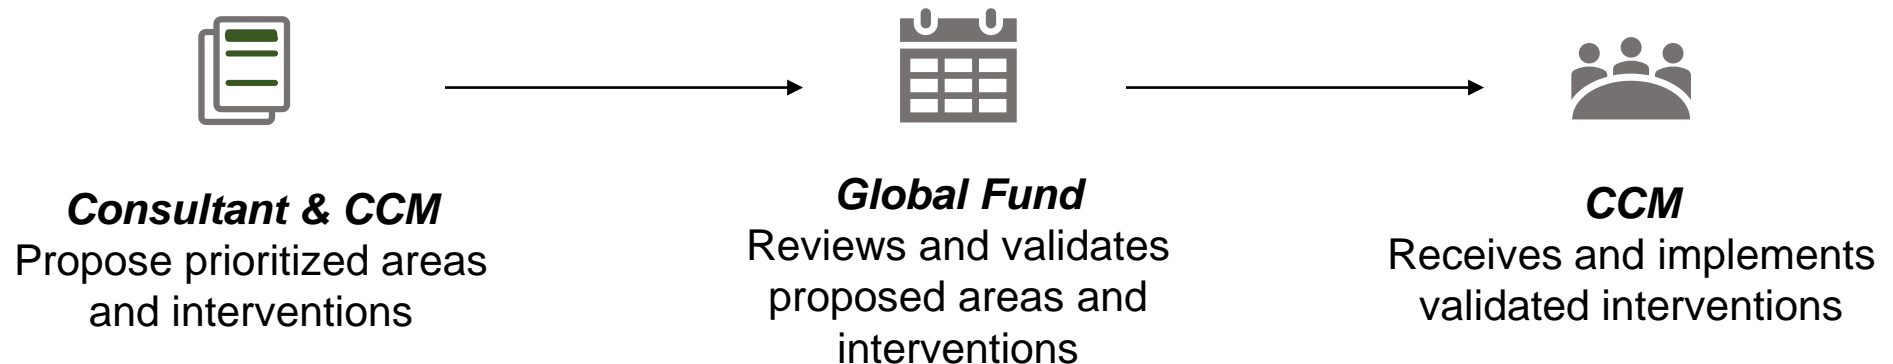 Consultant & CCM
Propose prioritized areas
and interventions
Global Fund
Reviews and validates
proposed areas and
interventions
CCM
Receives and implements
validated interventions